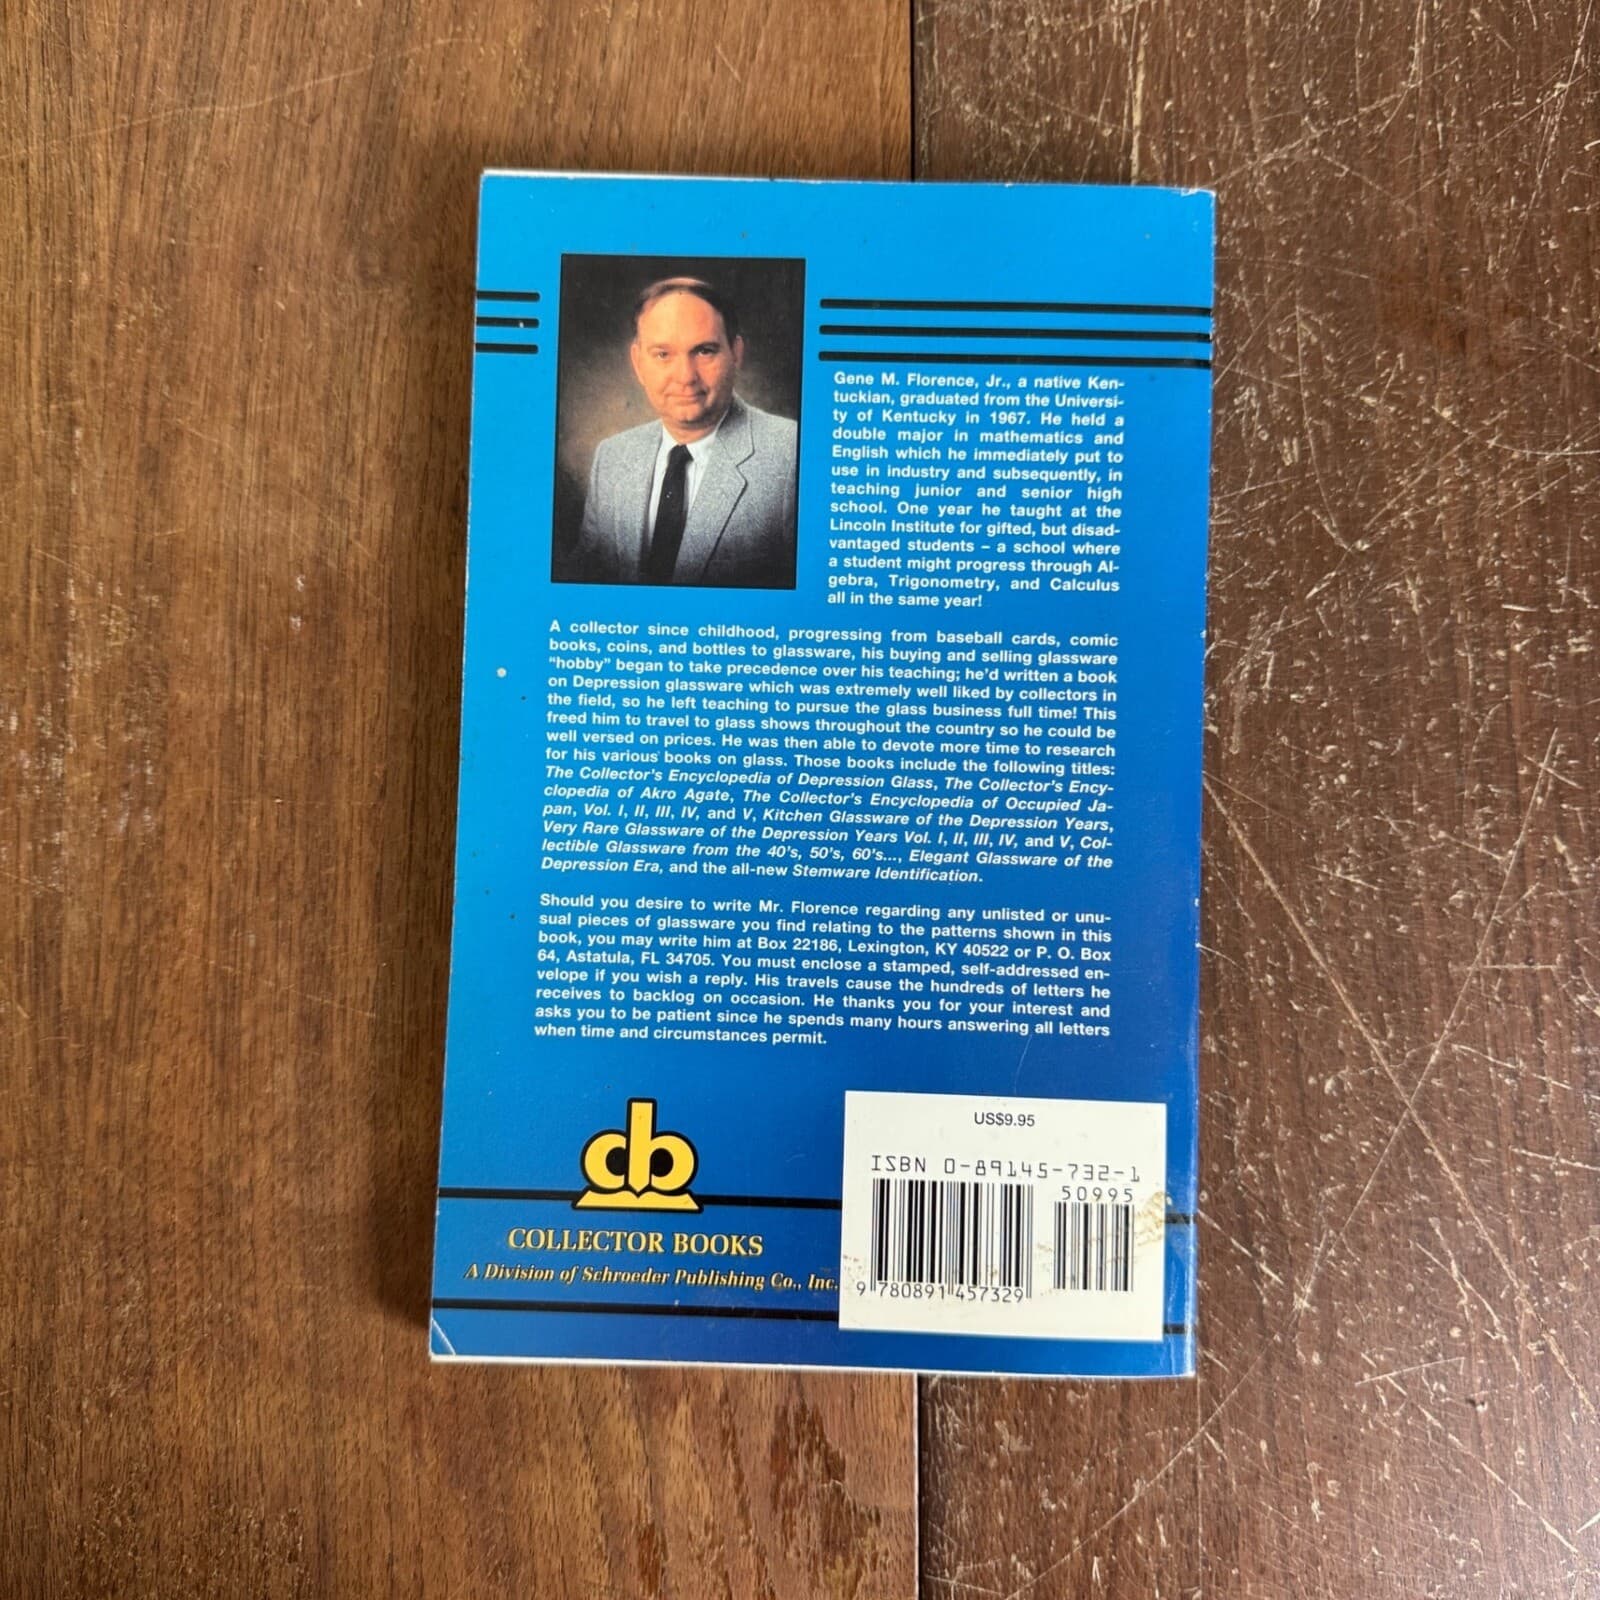 Gene M. Florence, Jr., a native Ken-
tuckian, graduated from the Universi-
ty of Kentucky in 1967. He held a
double major in mathematics and
English which he immediately put to
use in industry and subsequently, in
teaching junior and senior high
school. One year he taught at the
Lincoln Institute for gifted, but disad-
vantaged students – a school where
a student might progress through Al-
gebra, Trigonometry, and Calculus
all in the same year!
A collector since childhood, progressing from baseball cards, comic
books, coins, and bottles to glassware, his buying and selling glassware
"hobby" began to take precedence over his teaching; he'd written a book
on Depression glassware which was extremely well liked by collectors in
the field, so he left teaching to pursue the glass business full time! This
freed him to travel to glass shows throughout the country so he could be
well versed on prices. He was then able to devote more time to research
for his various books on glass. Those books include the following titles:
The Collector's Encyclopedia of Depression Glass, The Collector's Ency-
clopedia of Akro Agate, The Collector's Encyclopedia of Occupied Ja-
pan, Vol. I, II, III, IV, and V, Kitchen Glassware of the Depression Years,
Very Rare Glassware of the Depression Years Vol. I, II, III, IV, and V, Col-
lectible Glassware from the 40's, 50's, 60's..., Elegant Glassware of the
Depression Era, and the all-new Stemware Identification.
Should you desire to write Mr. Florence regarding any unlisted or unu-
sual pieces of glassware you find relating to the patterns shown in this
book, you may write him at Box 22186, Lexington, KY 40522 or P. O. Box
64, Astatula, FL 34705. You must enclose a stamped, self-addressed en-
velope if you wish a reply. His travels cause the hundreds of letters he
receives to backlog on occasion. He thanks you for your interest and
asks you to be patient since he spends many hours answering all letters
when time and circumstances permit.
cb
COLLECTOR BOOKS
A Division of Schroeder Publishing Co., Inc.
US$9.95
ISBN 0-89145-732-1
50995
9 780891 457329